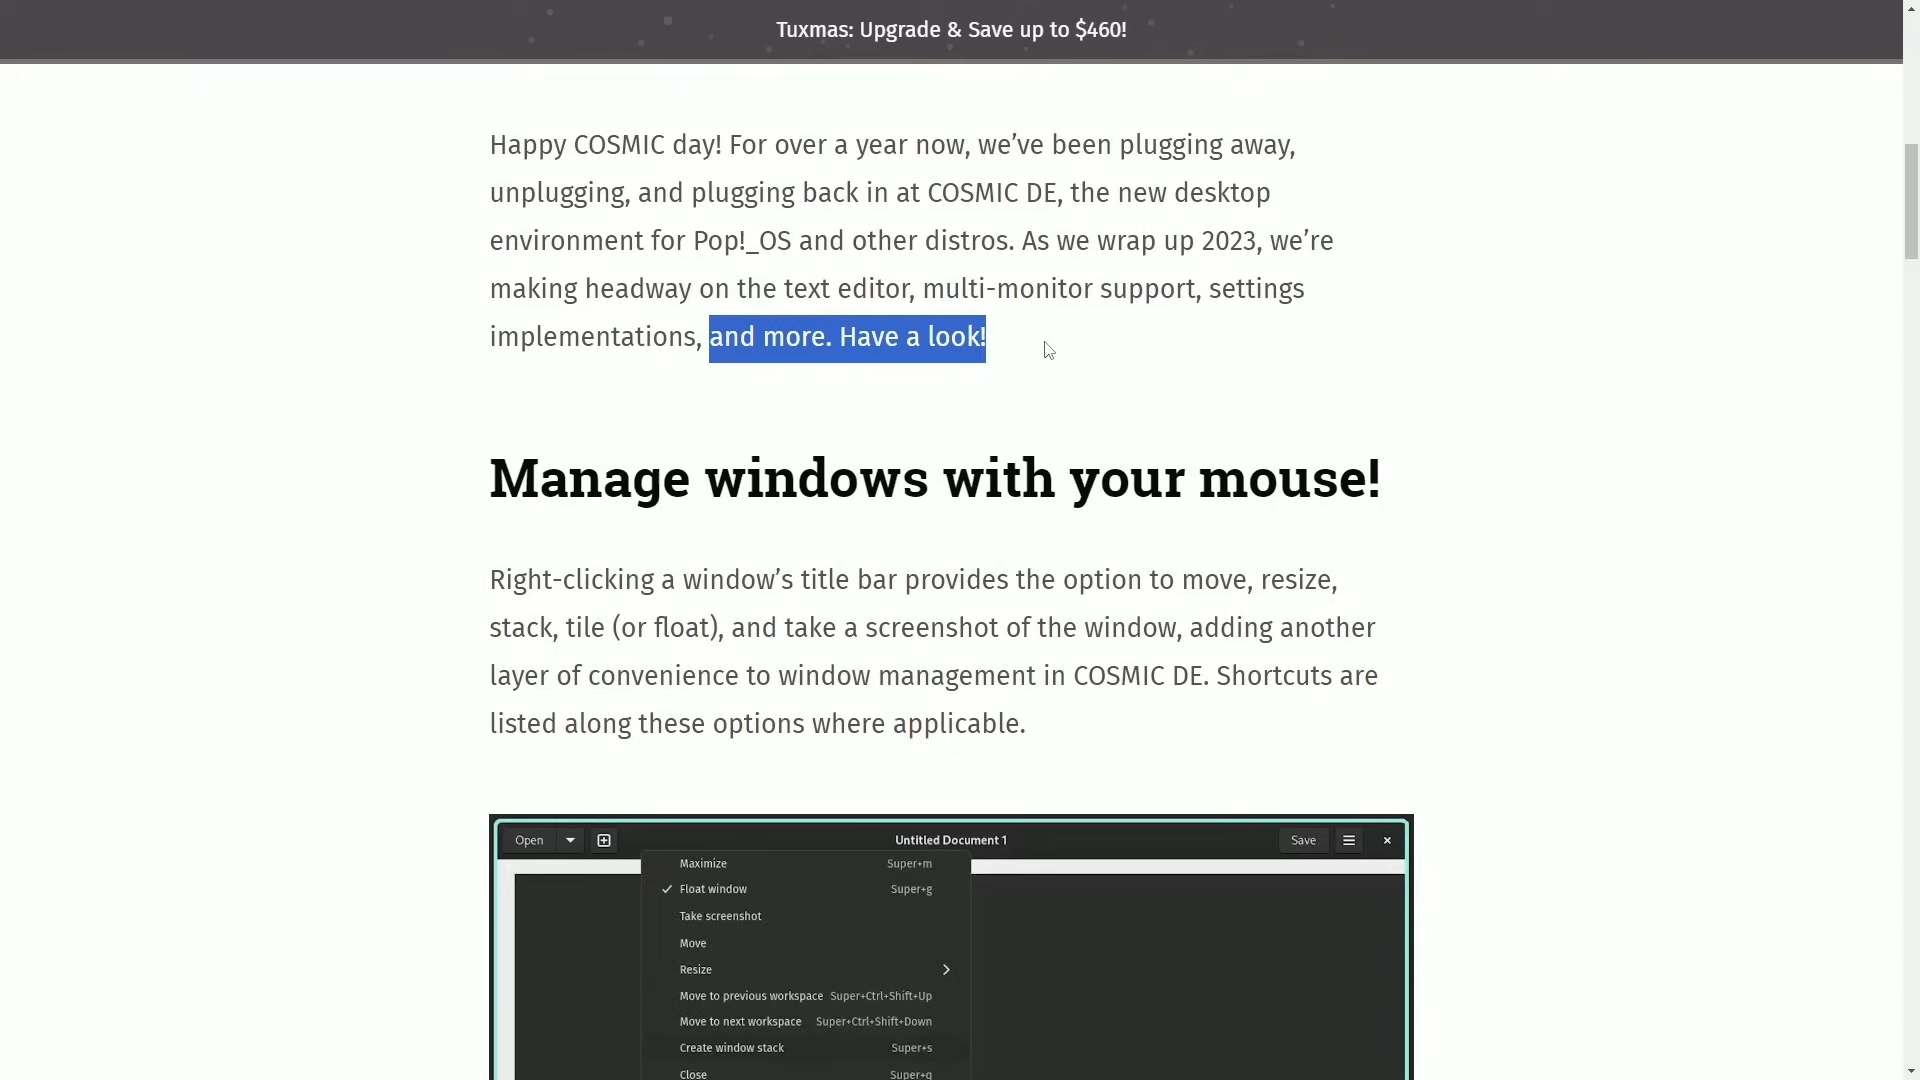 Tuxmas: Upgrade & Save up to $460!
Happy COSMIC day! For over a year now, we’ve been plugging away,
unplugging, and plugging back in at COSMIC DE, the new desktop
environment for Pop!_OS and other distros. As we wrap up 2023, we’re
making headway on the text editor, multi-monitor support, settings
implementations, and more. Have a look!
Manage windows with your mouse!
Right-clicking a window’s title bar provides the option to move, resize,
stack, tile (or float), and take a screenshot of the window, adding another
layer of convenience to window management in COSMIC DE. Shortcuts are
listed along these options where applicable.
Open Untitled Document 1 Save
Maximize Super+m
Float window Super+g
Take screenshot
Move
Resize
Move to previous workspace Super+Ctrl+Shift+Up
Move to next workspace Super+Ctrl+Shift+Down
Create window stack Super+s
Close Super+q